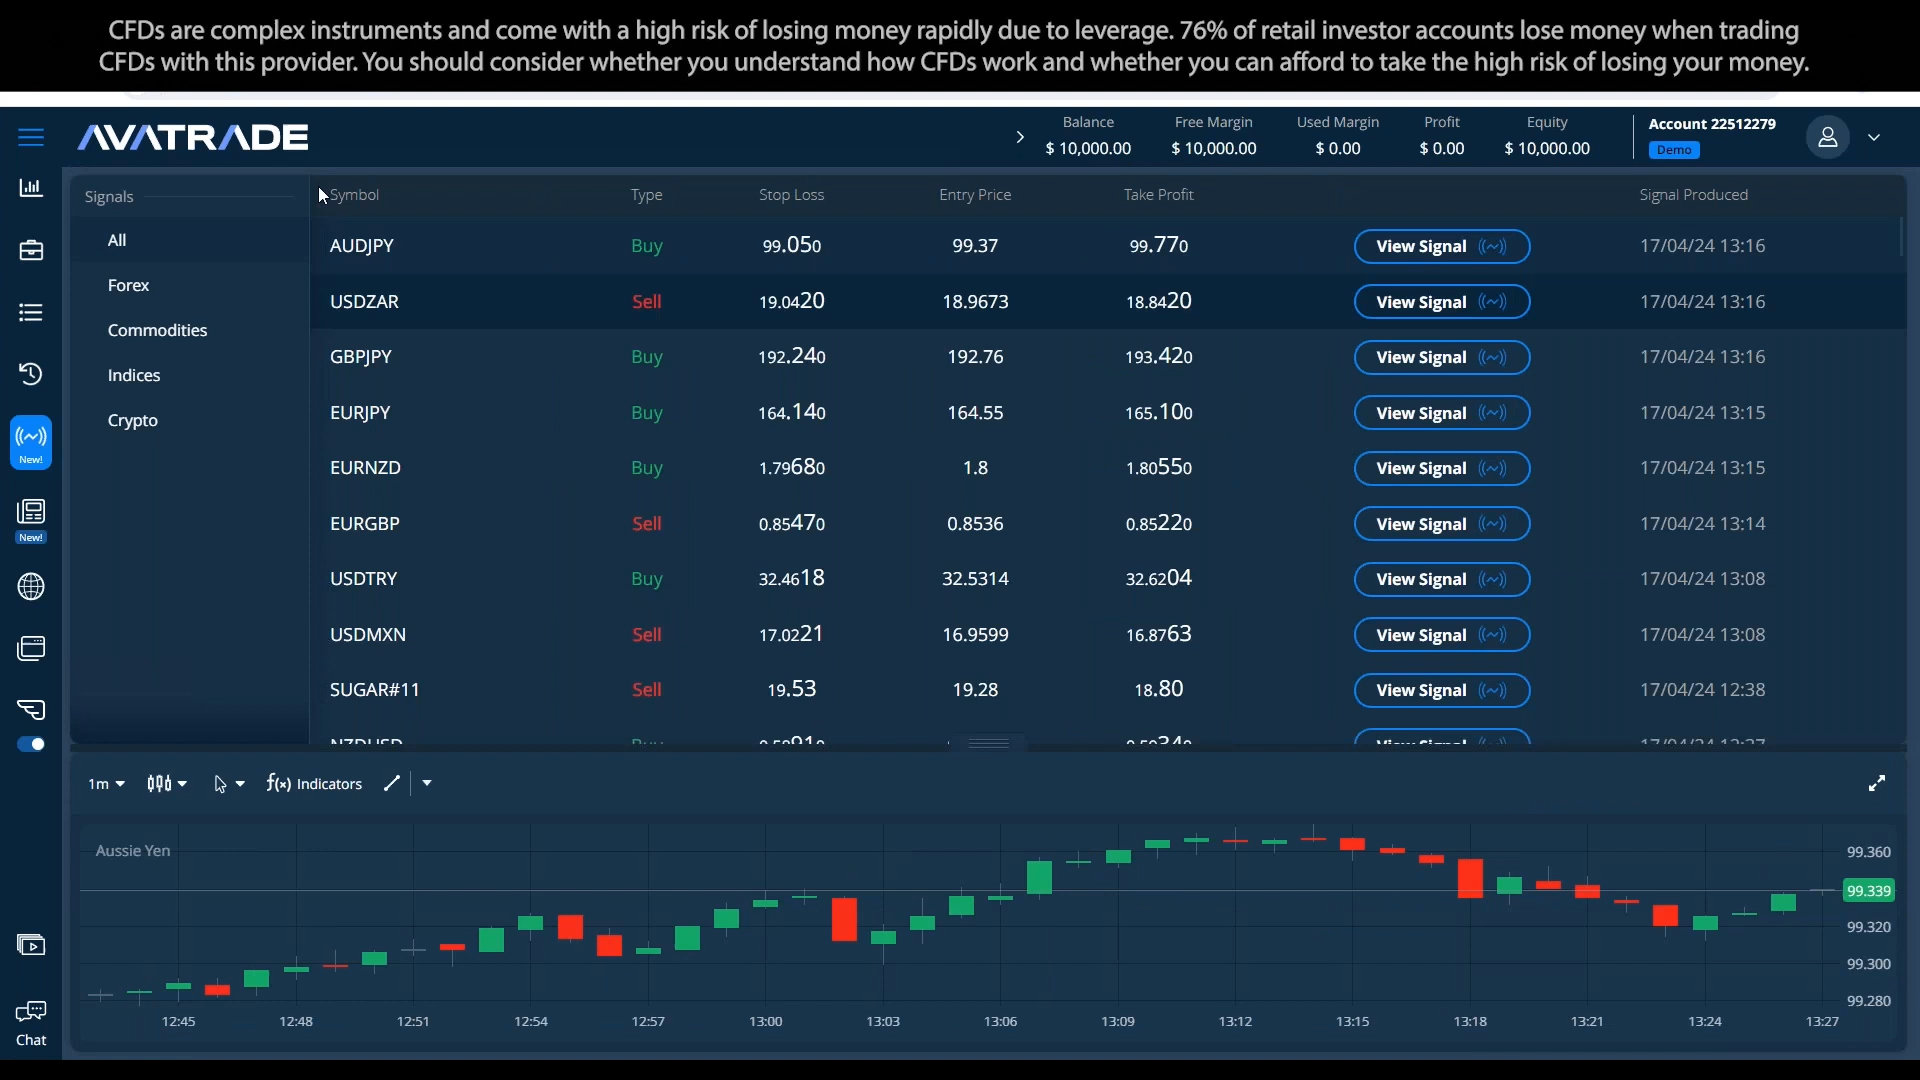 CFDs are complex instruments and come with a high risk of losing money rapidly due to leverage. 76% of retail investor accounts lose money when trading
CFDs with this provider. You should consider whether you understand how CFDs work and whether you can afford to take the high risk of losing your money.
AVATRADE
Balance Free Margin Used Margin Profit Equity Account 22512279
$ 10,000.00 $ 10,000.00 $ 0.00 $ 0.00 $ 10,000.00 Demo
Signals
All
Forex
Commodities
Indices
Crypto
Symbol Type Stop Loss Entry Price Take Profit Signal Produced
AUDJPY Buy 99.050 99.37 99.770 View Signal 17/04/24 13:16
USDZAR Sell 19.0420 18.9673 18.8420 View Signal 17/04/24 13:16
GBPJPY Buy 192.240 192.76 193.420 View Signal 17/04/24 13:16
EURJPY Buy 164.140 164.55 165.100 View Signal 17/04/24 13:15
EURNZD Buy 1.79680 1.8 1.80550 View Signal 17/04/24 13:15
EURGBP Sell 0.85470 0.8536 0.85220 View Signal 17/04/24 13:14
USDTRY Buy 32.4618 32.5314 32.6204 View Signal 17/04/24 13:08
USDMXN Sell 17.0221 16.9599 16.8763 View Signal 17/04/24 13:08
SUGAR#11 Sell 19.53 19.28 18.80 View Signal 17/04/24 12:38
New!
New!
Chat
1m f(x) Indicators
Aussie Yen
99.360
99.339
99.320
99.300
99.280
12:45 12:48 12:51 12:54 12:57 13:00 13:03 13:06 13:09 13:12 13:15 13:18 13:21 13:24 13:27